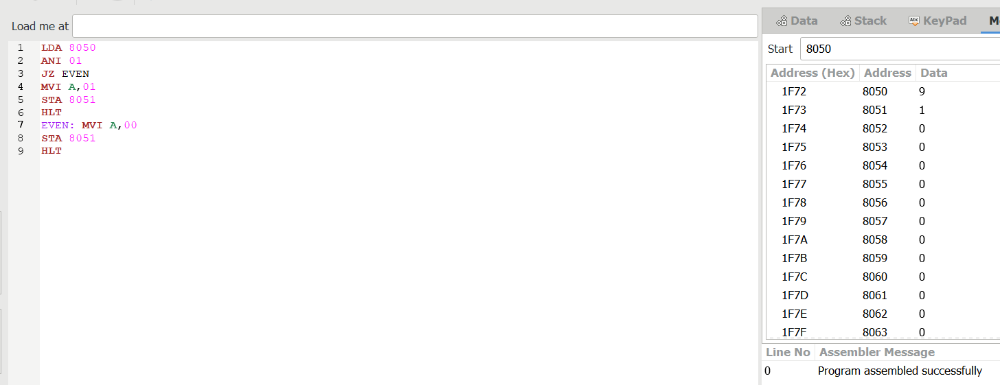 Load me at
1 LDA 8050
2 ANI 01
3 JZ EVEN
4 MVI A,01
5 STA 8051
6 HLT
7 EVEN: MVI A,00
8 STA 8051
9 HLT
Data Stack Abc KeyPad
Start 8050
Address (Hex) Address Data
1F72 8050 9
1F73 8051 1
1F74 8052 0
1F75 8053 0
1F76 8054 0
1F77 8055 0
1F78 8056 0
1F79 8057 0
1F7A 8058 0
1F7B 8059 0
1F7C 8060 0
1F7D 8061 0
1F7E 8062 0
1F7F 8063 0
Line No Assembler Message
0 Program assembled successfully